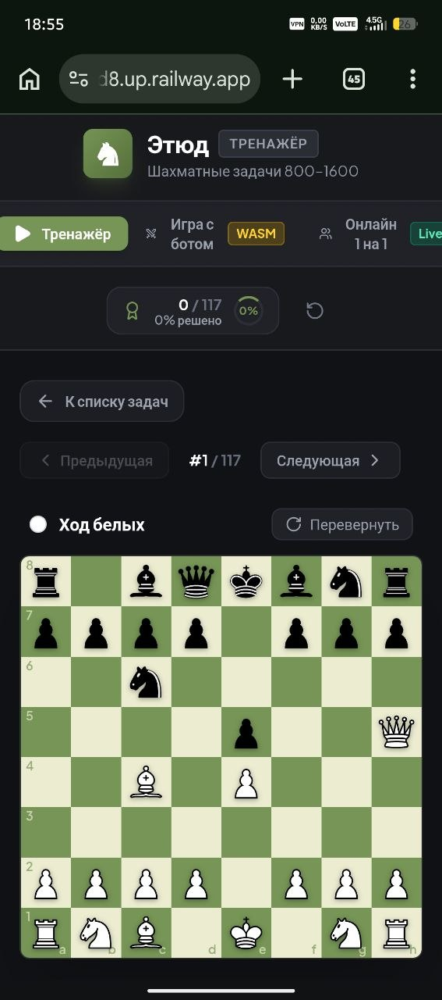 18:55
VPN 0,00 KB/S VoLTE 4.5G 26
d8.up.railway.app 45
Этюд ТРЕНАЖЁР
Шахматные задачи 800–1600
Тренажёр
Игра с ботом
WASM
Онлайн 1 на 1
Live
0 / 117
0% решено
0%
К списку задач
Предыдущая
#1 / 117
Следующая
Ход белых
Перевернуть
8
7
6
5
4
3
2
1
a b c d e f g h